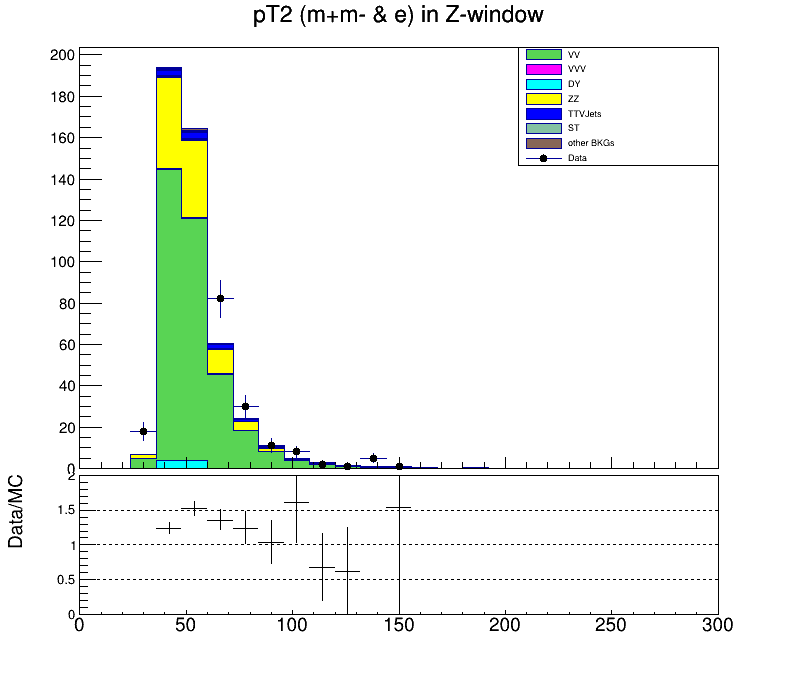 pT2 (m+m- & e) in Z-window
VV
VVV
DY
ZZ
TTVJets
ST
other BKGs
Data
200
180
160
140
120
100
80
60
40
20
0
Data/MC
2
1.5
1
0.5
0
0 50 100 150 200 250 300